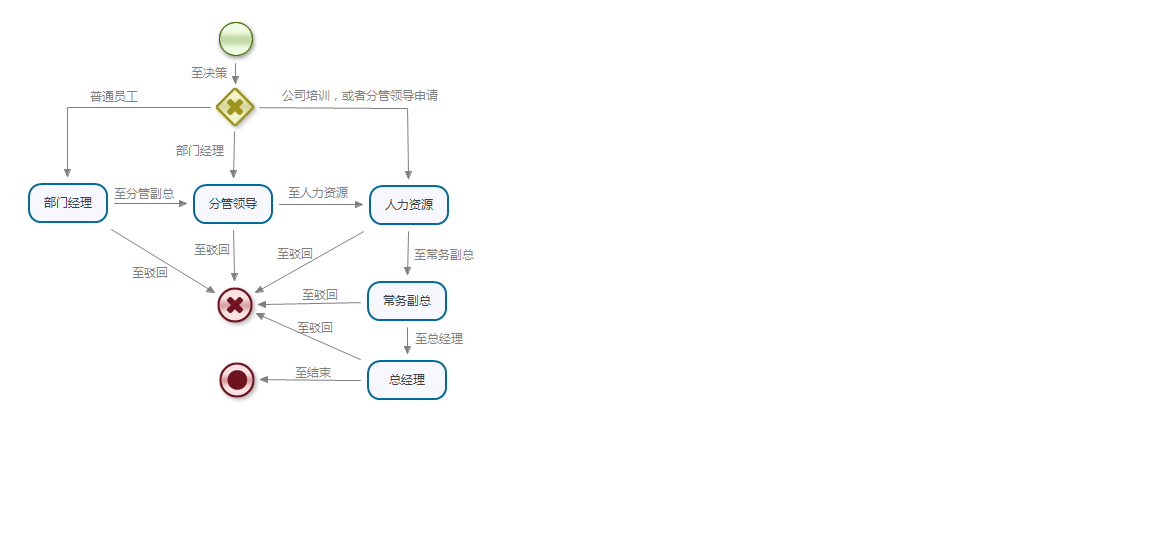 至决策
普通员工
公司培训，或者分管领导申请
部门经理
部门经理
至分管副总
分管领导
至人力资源
人力资源
至驳回
至驳回
至驳回
至常务副总
至驳回
常务副总
至驳回
至总经理
至结束
总经理